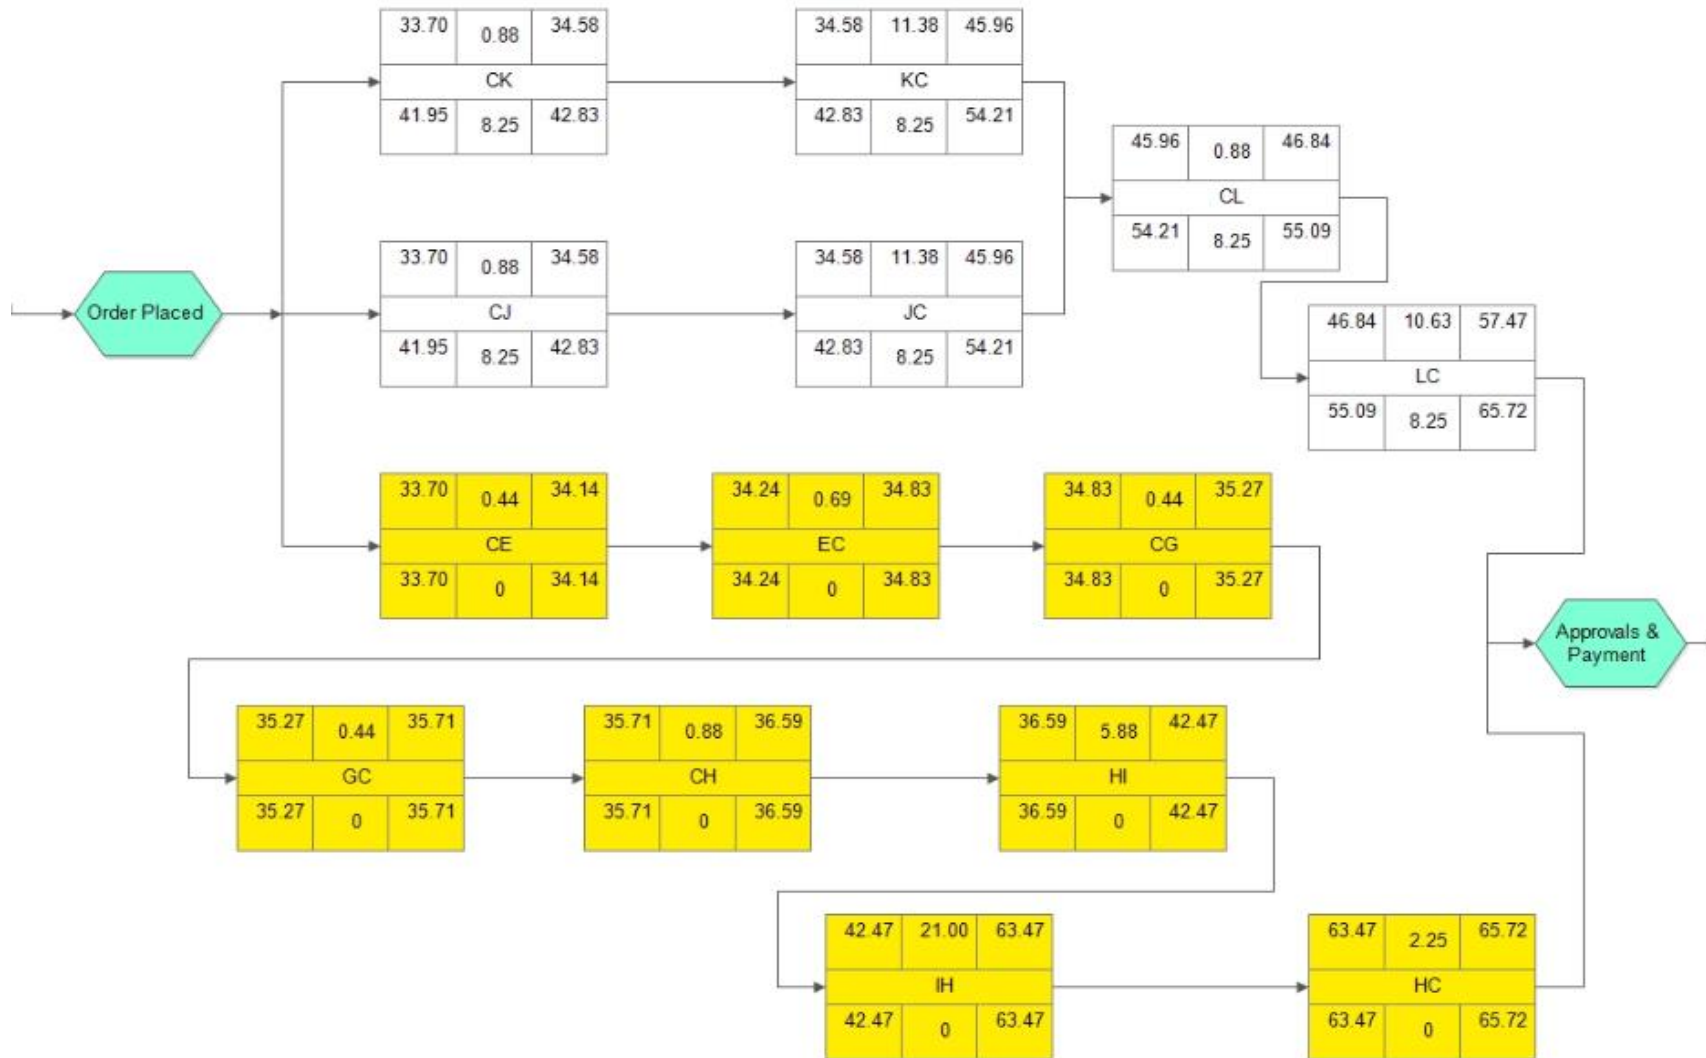 33.70 0.88 34.58
CK
41.95 8.25 42.83
34.58 11.38 45.96
KC
42.83 8.25 54.21
45.96 0.88 46.84
CL
54.21 8.25 55.09
Order Placed
33.70 0.88 34.58
CJ
41.95 8.25 42.83
34.58 11.38 45.96
JC
42.83 8.25 54.21
46.84 10.63 57.47
LC
55.09 8.25 65.72
33.70 0.44 34.14
CE
33.70 0 34.14
34.24 0.69 34.83
EC
34.24 0 34.83
34.83 0.44 35.27
CG
34.83 0 35.27
Approvals &
Payment
35.27 0.44 35.71
GC
35.27 0 35.71
35.71 0.88 36.59
CH
35.71 0 36.59
36.59 5.88 42.47
HI
36.59 0 42.47
42.47 21.00 63.47
IH
42.47 0 63.47
63.47 2.25 65.72
HC
63.47 0 65.72